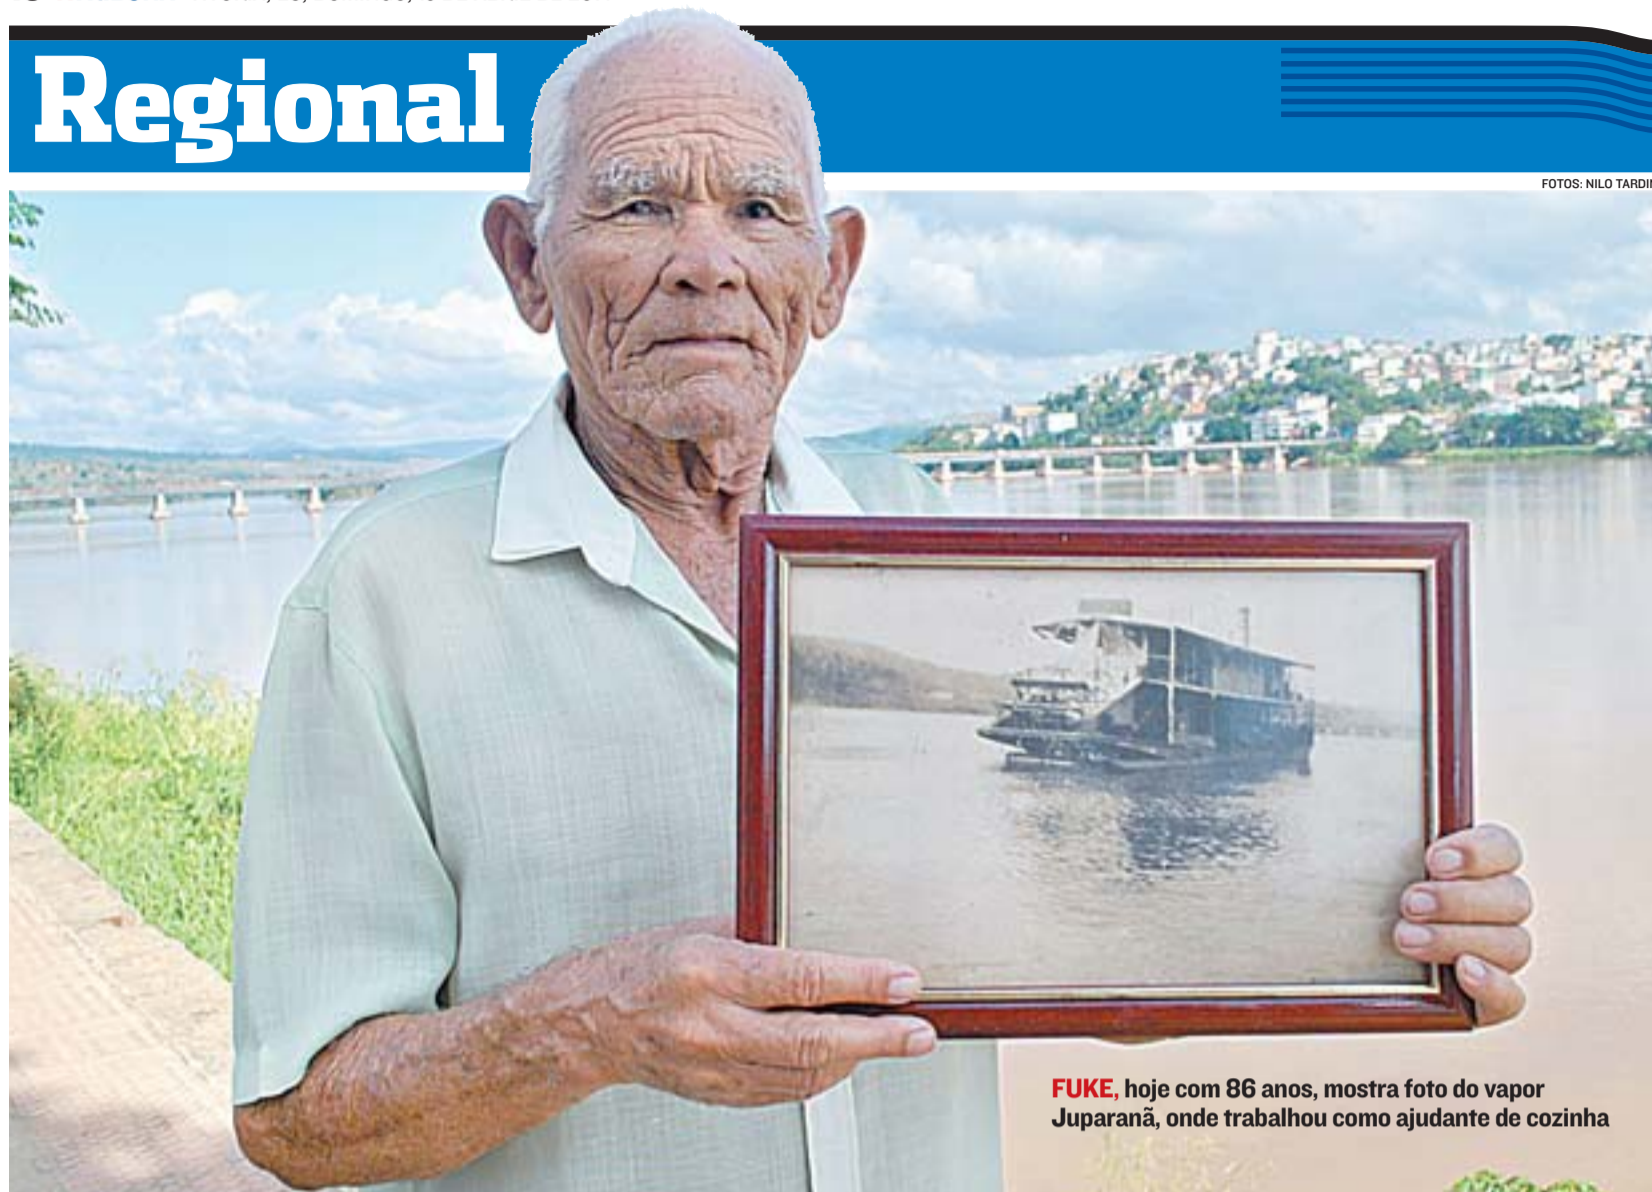 Regional
FOTOS: NILO TARDI
FUKE, hoje com 86 anos, mostra foto do vapor
Juparanã, onde trabalhou como ajudante de cozinha